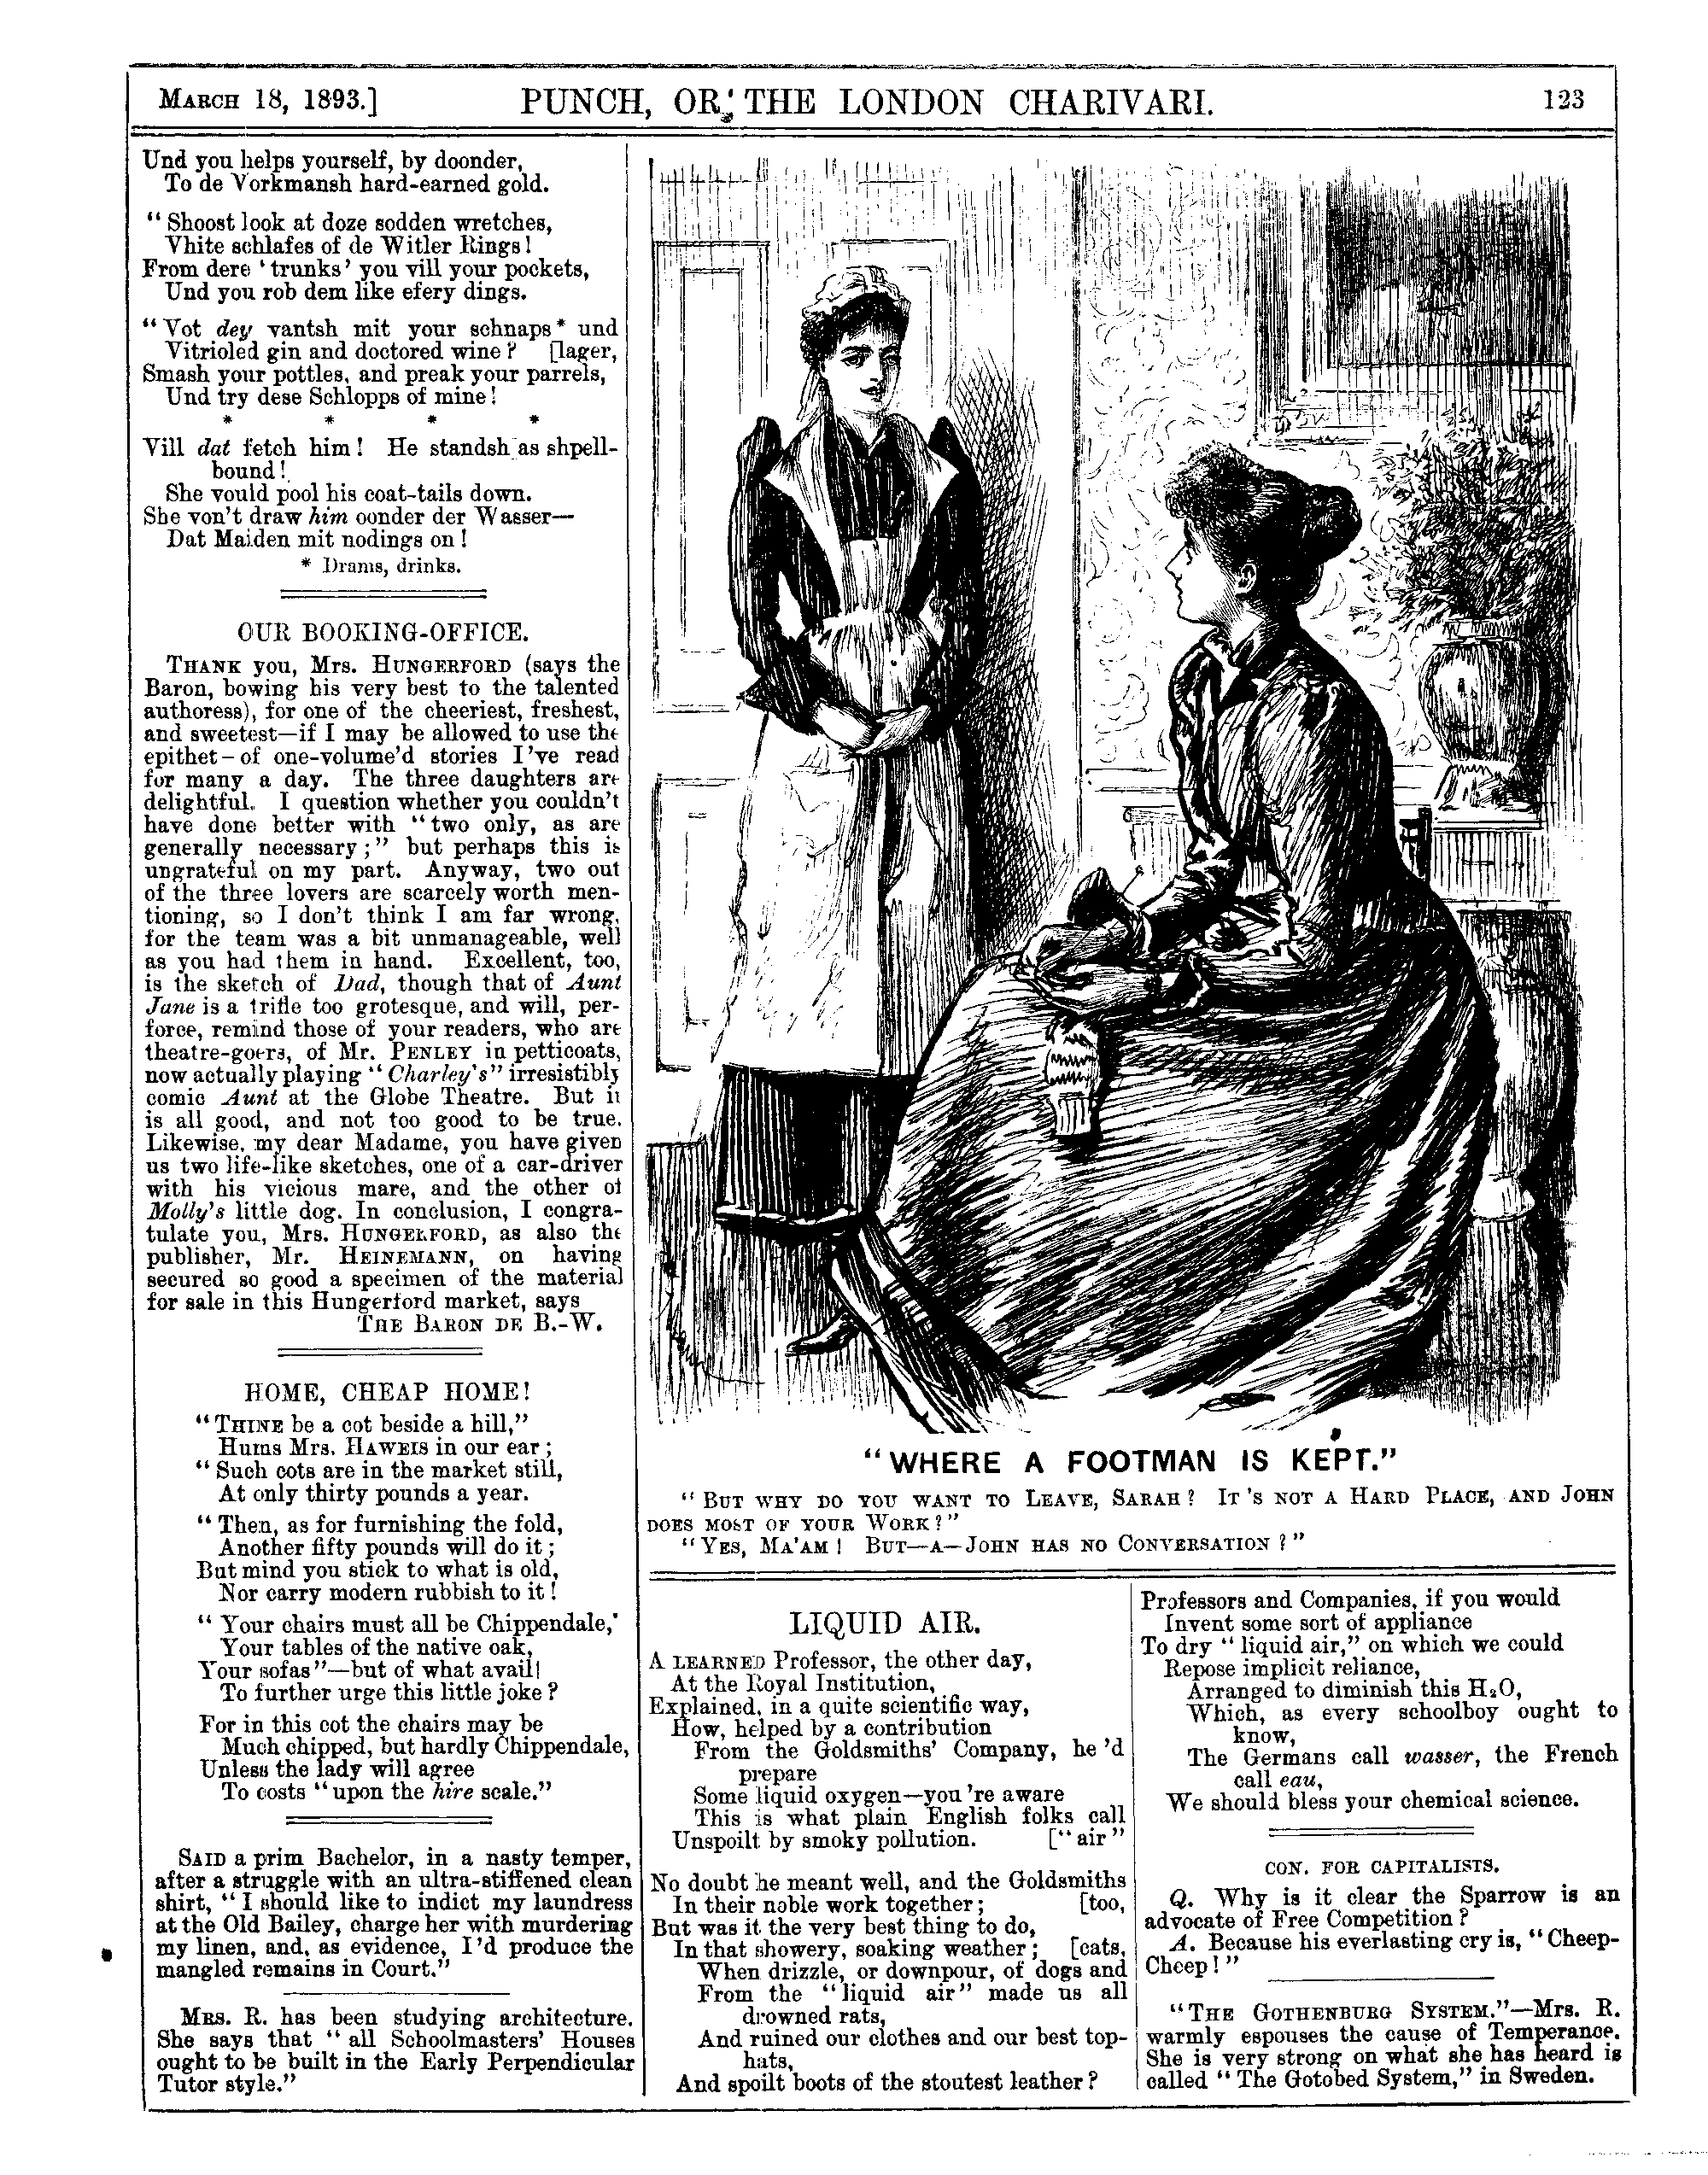 MARCH 18, 1893.]
PUNCH, OR, THE LONDON CHARIVARI.
123
Und you helps yourself, by doonder,
To de Vorkmansh hard-earned gold.
“Shoost look at doze sodden wretches,
Vhite schlafes of de Witler Rings!
From dere ‘trunks’ you vill your pockets,
Und you rob dem like efery dings.
“Vot dey vantsh mit your schnaps* und
Vitrioled gin and doctored wine? [lager,
Smash your pottles, and preak your parrels,
Und try dese Schlopps of mine!
* * * *
Vill dat fetch him! He standsh as shpell-
bound!
She vould pool his coat-tails down.
She von't draw him oonder der Wasser—
Dat Maiden mit nodings on!
* Drams, drinks.
OUR BOOKING-OFFICE.
THANK you, Mrs. HUNGERFORD (says the
Baron, bowing his very best to the talented
authoress), for one of the cheeriest, freshest,
and sweetest—if I may be allowed to use the
epithet—of one-volume'd stories I've read
for many a day. The three daughters are
delightful. I question whether you couldn't
have done better with “two only, as are
generally necessary;” but perhaps this is
ungrateful on my part. Anyway, two out
of the three lovers are scarcely worth men-
tioning, so I don't think I am far wrong,
for the team was a bit unmanageable, well
as you had them in hand. Excellent, too,
is the sketch of Dad, though that of Aunt
Jane is a trifle too grotesque, and will, per-
force, remind those of your readers, who are
theatre-goers, of Mr. PENLEY in petticoats,
now actually playing “Charley's” irresistibly
comic Aunt at the Globe Theatre. But it
is all good, and not too good to be true.
Likewise, my dear Madame, you have given
us two life-like sketches, one of a car-driver
with his vicious mare, and the other of
Molly's little dog. In conclusion, I congra-
tulate you, Mrs. HUNGERFORD, as also the
publisher, Mr. HEINEMANN, on having
secured so good a specimen of the material
for sale in this Hungerford market, says
THE BARON DE B.-W.
HOME, CHEAP HOME!
“THINE be a cot beside a hill,”
Hums Mrs. HAWEIS in our ear;
“Such cots are in the market still,
At only thirty pounds a year.
“Then, as for furnishing the fold,
Another fifty pounds will do it;
But mind you stick to what is old,
Nor carry modern rubbish to it!
“Your chairs must all be Chippendale,
Your tables of the native oak,
Your sofas”—but of what avail
To further urge this little joke?
For in this cot the chairs may be
Much chipped, but hardly Chippendale,
Unless the lady will agree
To costs “upon the hire scale.”
SAID a prim Bachelor, in a nasty temper,
after a struggle with an ultra-stiffened clean
shirt, “I should like to indict my laundress
at the Old Bailey, charge her with murdering
my linen, and, as evidence, I'd produce the
mangled remains in Court.”
MRS. R. has been studying architecture.
She says that “all Schoolmasters' Houses
ought to be built in the Early Perpendicular
Tutor style.”
“WHERE A FOOTMAN IS KEPT.”
“BUT WHY DO YOU WANT TO LEAVE, SARAH? IT'S NOT A HARD PLACE, AND JOHN
DOES MOST OF YOUR WORK?”
“YES, MA'AM! BUT—A—JOHN HAS NO CONVERSATION!”
LIQUID AIR.
A LEARNED Professor, the other day,
At the Royal Institution,
Explained, in a quite scientific way,
How, helped by a contribution
From the Goldsmiths' Company, he'd
prepare
Some liquid oxygen—you're aware
This is what plain English folks call
Unspoilt by smoky pollution. [“air”
No doubt he meant well, and the Goldsmiths
In their noble work together; [too,
But was it the very best thing to do,
In that showery, soaking weather; [cats,
When drizzle, or downpour, of dogs and
From the “liquid air” made us all
drowned rats,
And ruined our clothes and our best top-
hats,
And spoilt boots of the stoutest leather?
Professors and Companies, if you would
Invent some sort of appliance
To dry “liquid air,” on which we could
Repose implicit reliance,
Arranged to diminish this H₂O,
Which, as every schoolboy ought to
know,
The Germans call wasser, the French
call eau,
We should bless your chemical science.
CON. FOR CAPITALISTS.
Q. Why is it clear the Sparrow is an
advocate of Free Competition?
A. Because his everlasting cry is, “Cheep-
Cheep!”
“THE GOTHENBURG SYSTEM.”—Mrs. R.
warmly espouses the cause of Temperance.
She is very strong on what she has heard is
called “The Gotobed System,” in Sweden.